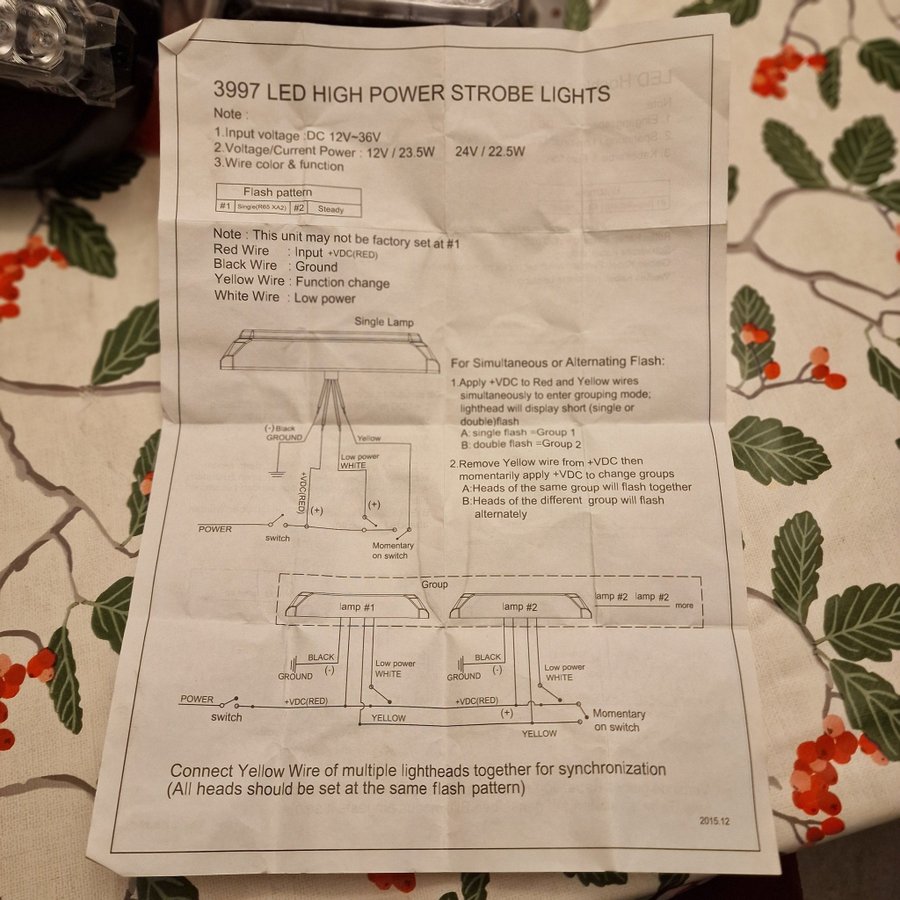 3997 LED HIGH POWER STROBE LIGHTS
Note :
1.Input voltage :DC 12V~36V
2.Voltage/Current Power : 12V / 23.5W 24V / 22.5W
3.Wire color & function
Flash pattern
#1 Single(R65 XA2) #2 Steady
Note : This unit may not be factory set at #1
Red Wire : Input +VDC(RED)
Black Wire : Ground
Yellow Wire : Function change
White Wire : Low power
Single Lamp
(-) Black
GROUND
Yellow
Low power
WHITE
+VDC(RED)
(+)
(+)
POWER
switch
Momentary
on switch
For Simultaneous or Alternating Flash:
1.Apply +VDC to Red and Yellow wires
simultaneously to enter grouping mode;
lighthead will display short (single or
double)flash
A: single flash =Group 1
B: double flash =Group 2
2.Remove Yellow wire from +VDC then
momentarily apply +VDC to change groups
A:Heads of the same group will flash together
B:Heads of the different group will flash
alternately
Group
lamp #1
lamp #2
lamp #2 lamp #2
more
BLACK
(-)
GROUND
Low power
WHITE
BLACK
(-)
GROUND
Low power
WHITE
POWER
switch
+VDC(RED)
YELLOW
+VDC(RED)
(+)
YELLOW
Momentary
on switch
Connect Yellow Wire of multiple lightheads together for synchronization
(All heads should be set at the same flash pattern)
2015.12